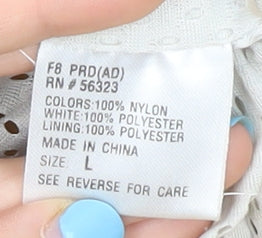 F8 PRD(AD)
RN # 56323
COLORS:100% NYLON
WHITE:100% POLYESTER
LINING:100% POLYESTER
MADE IN CHINA
SIZE: L
SEE REVERSE FOR CARE